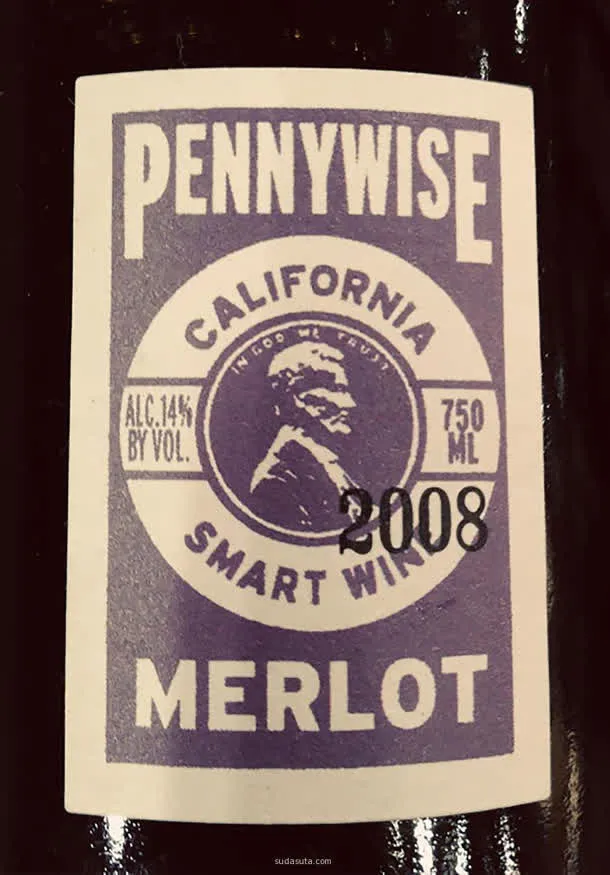 PENNYWISE
CALIFORNIA
IN GOD WE TRUST
ALC. 14%
BY VOL.
750
ML
2008
SMART WINE
MERLOT
sudasuta.com